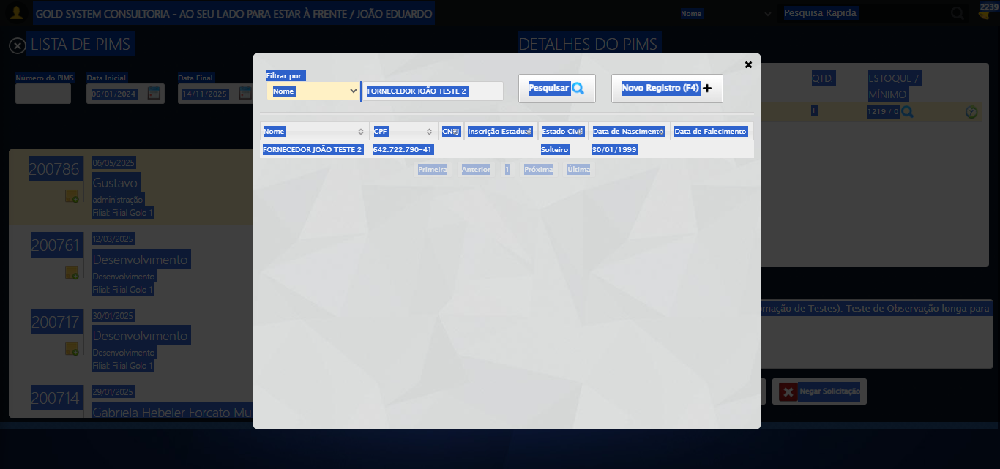 GOLD SYSTEM CONSULTORIA - AO SEU LADO PARA ESTAR À FRENTE / JOÃO EDUARDO
Nome
Pesquisa Rapida
2239
LISTA DE PIMS
DETALHES DO PIMS
Número do PIMS
Data Inicial
Data Final
06/01/2024
14/11/2025
200786
06/05/2025
Gustavo
administração
Filial: Filial Gold 1
200761
12/03/2025
Desenvolvimento
Desenvolvimento
Filial: Filial Gold 1
200717
30/01/2025
Desenvolvimento
Desenvolvimento
Filial: Filial Gold 1
200714
29/01/2025
Gabriela Hebeler Forcato
Filtrar por:
Nome
FORNECEDOR JOÃO TESTE 2
Pesquisar
Novo Registro (F4)
Nome CPF CNPJ Inscrição Estadual Estado Civil Data de Nascimento Data de Falecimento
FORNECEDOR JOÃO TESTE 2 642.722.790-41 Solteiro 30/01/1999
Primeira Anterior 1 Próxima Última
QTD.
ESTOQUE /
MÍNIMO
1
1219 / 0
de Testes): Teste de Observação longa para
Negar Solicitação